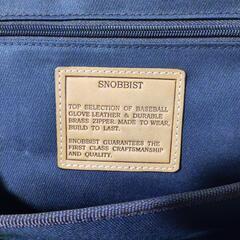 SNOBBIST
TOP SELECTION OF BASEBALL
GLOVE LEATHER & DURABLE
BRASS ZIPPER. MADE TO WEAR.
BUILD TO LAST.
SNOBBIST GUARANTEES THE
FIRST CLASS CRAFTSMANSHIP
AND QUALITY.